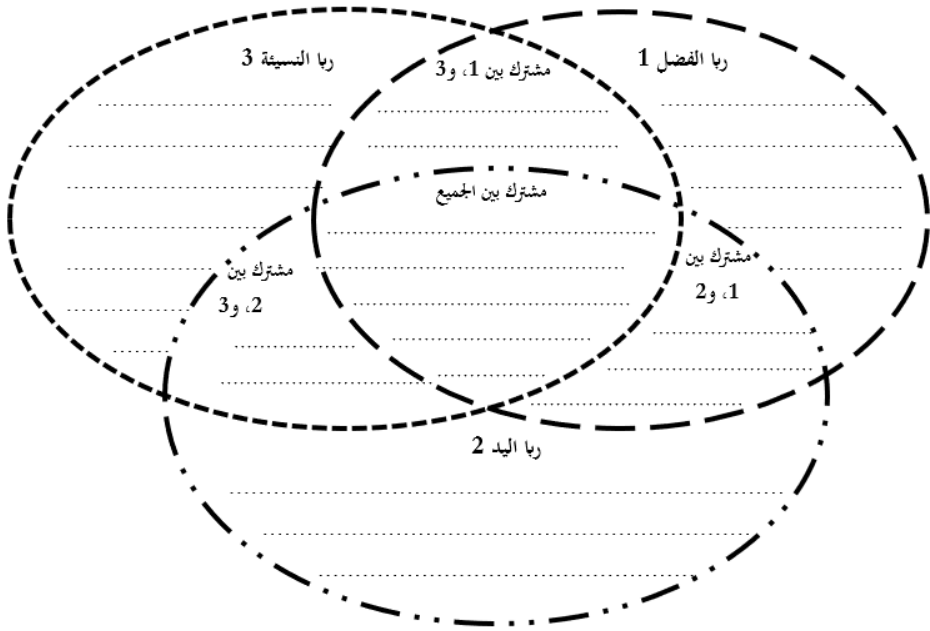 ربا الفضل 1
مشترك بين 1، و3
ربا النسيئة 3
مشترك بين الجميع
مشترك بين
1، و2
مشترك بين
2، و3
ربا اليد 2